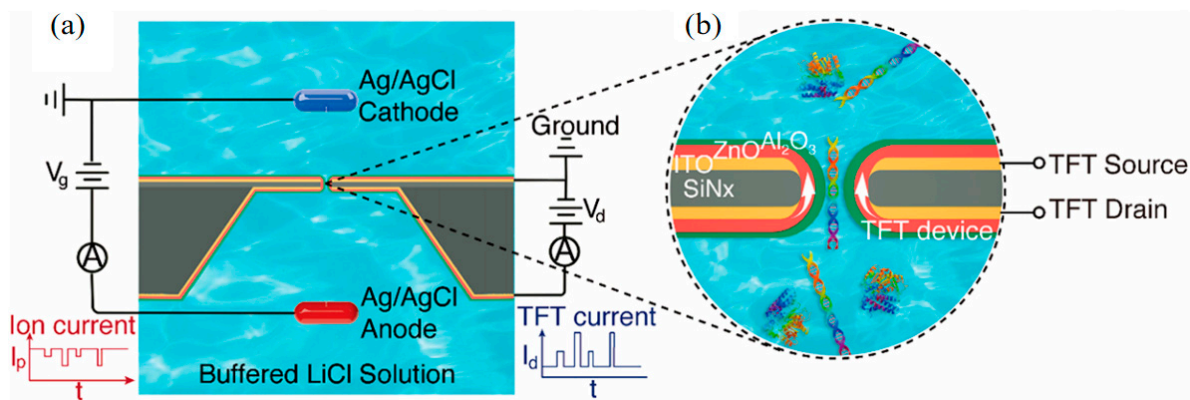 (a)
Ag/AgCl
Cathode
Vg
A
Ag/AgCl
Anode
Ion current
Ip
t
Buffered LiCl Solution
Ground
Vd
A
TFT current
Id
t
(b)
ITO ZnO Al2O3
SiNx
TFT device
TFT Source
TFT Drain